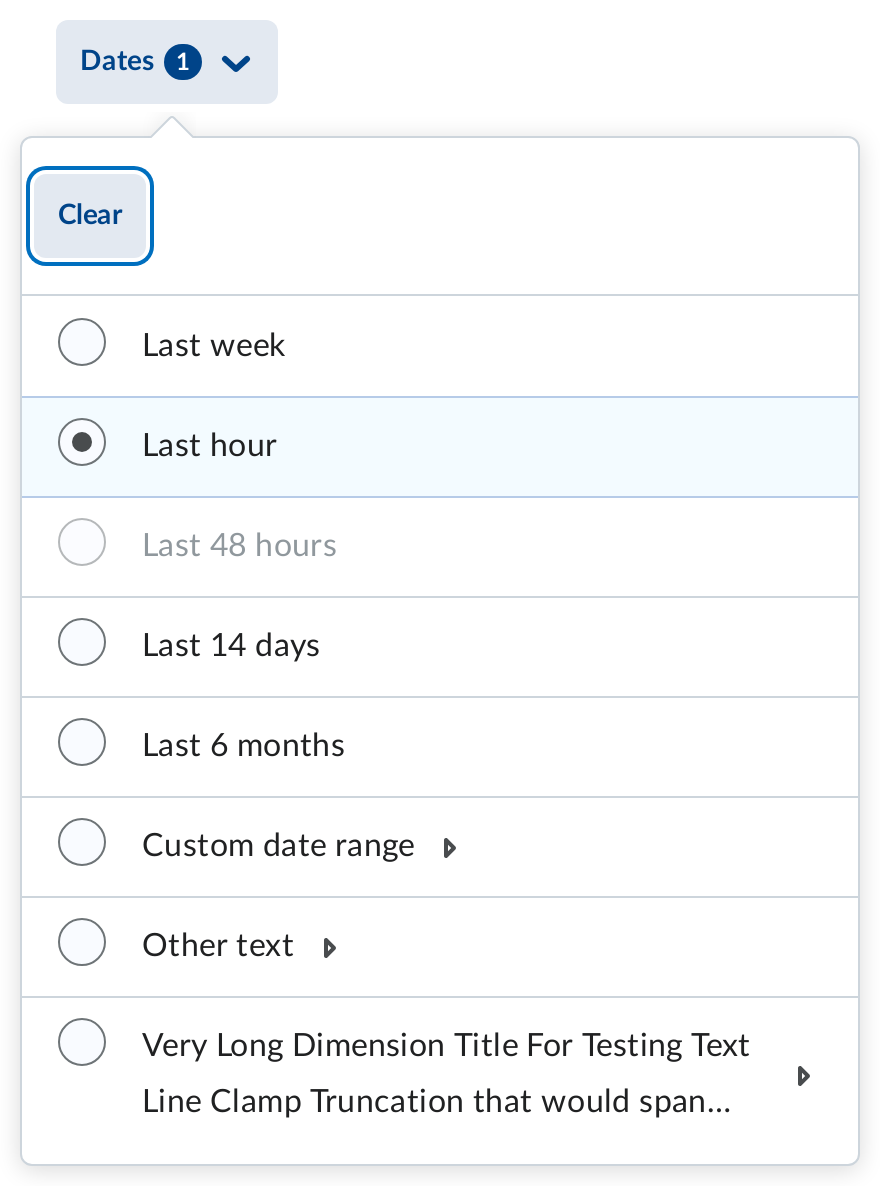 Dates 1
Clear
Last week
Last hour
Last 48 hours
Last 14 days
Last 6 months
Custom date range
Other text
Very Long Dimension Title For Testing Text
Line Clamp Truncation that would span...